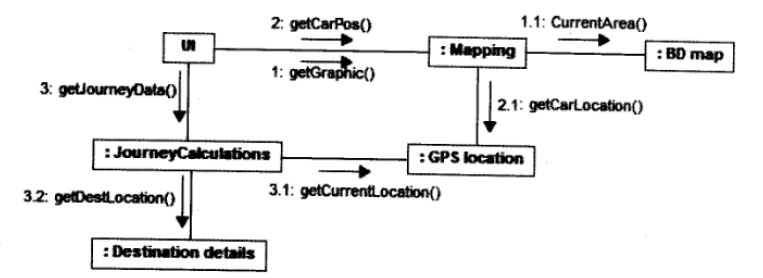 2: getCarPos()
1.1: CurrentArea()
UI
: Mapping
: BD map
1: getGraphic()
3: getJourneyData()
2.1: getCarLocation()
: JourneyCalculations
: GPS location
3.2: getDestLocation()
3.1: getCurrentLocation()
: Destination details